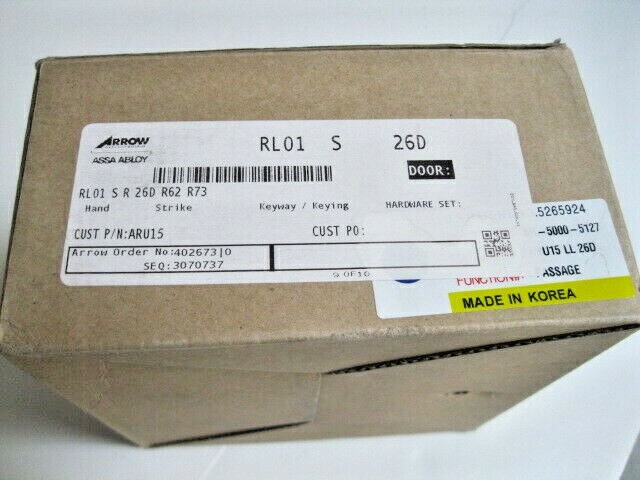 ARROW
ASSA ABLOY
RL01 S 26D
DOOR:
RL01 S R 26D R62 R73
Hand Strike Keyway / Keying HARDWARE SET:
CUST P/N:ARU15 CUST PO:
Arrow Order No:402673|0
SEQ:3070737
9 OF10
.5265924
-5000-5127
U15 LL 26D
FUNCTION
ASSAGE
MADE IN KOREA